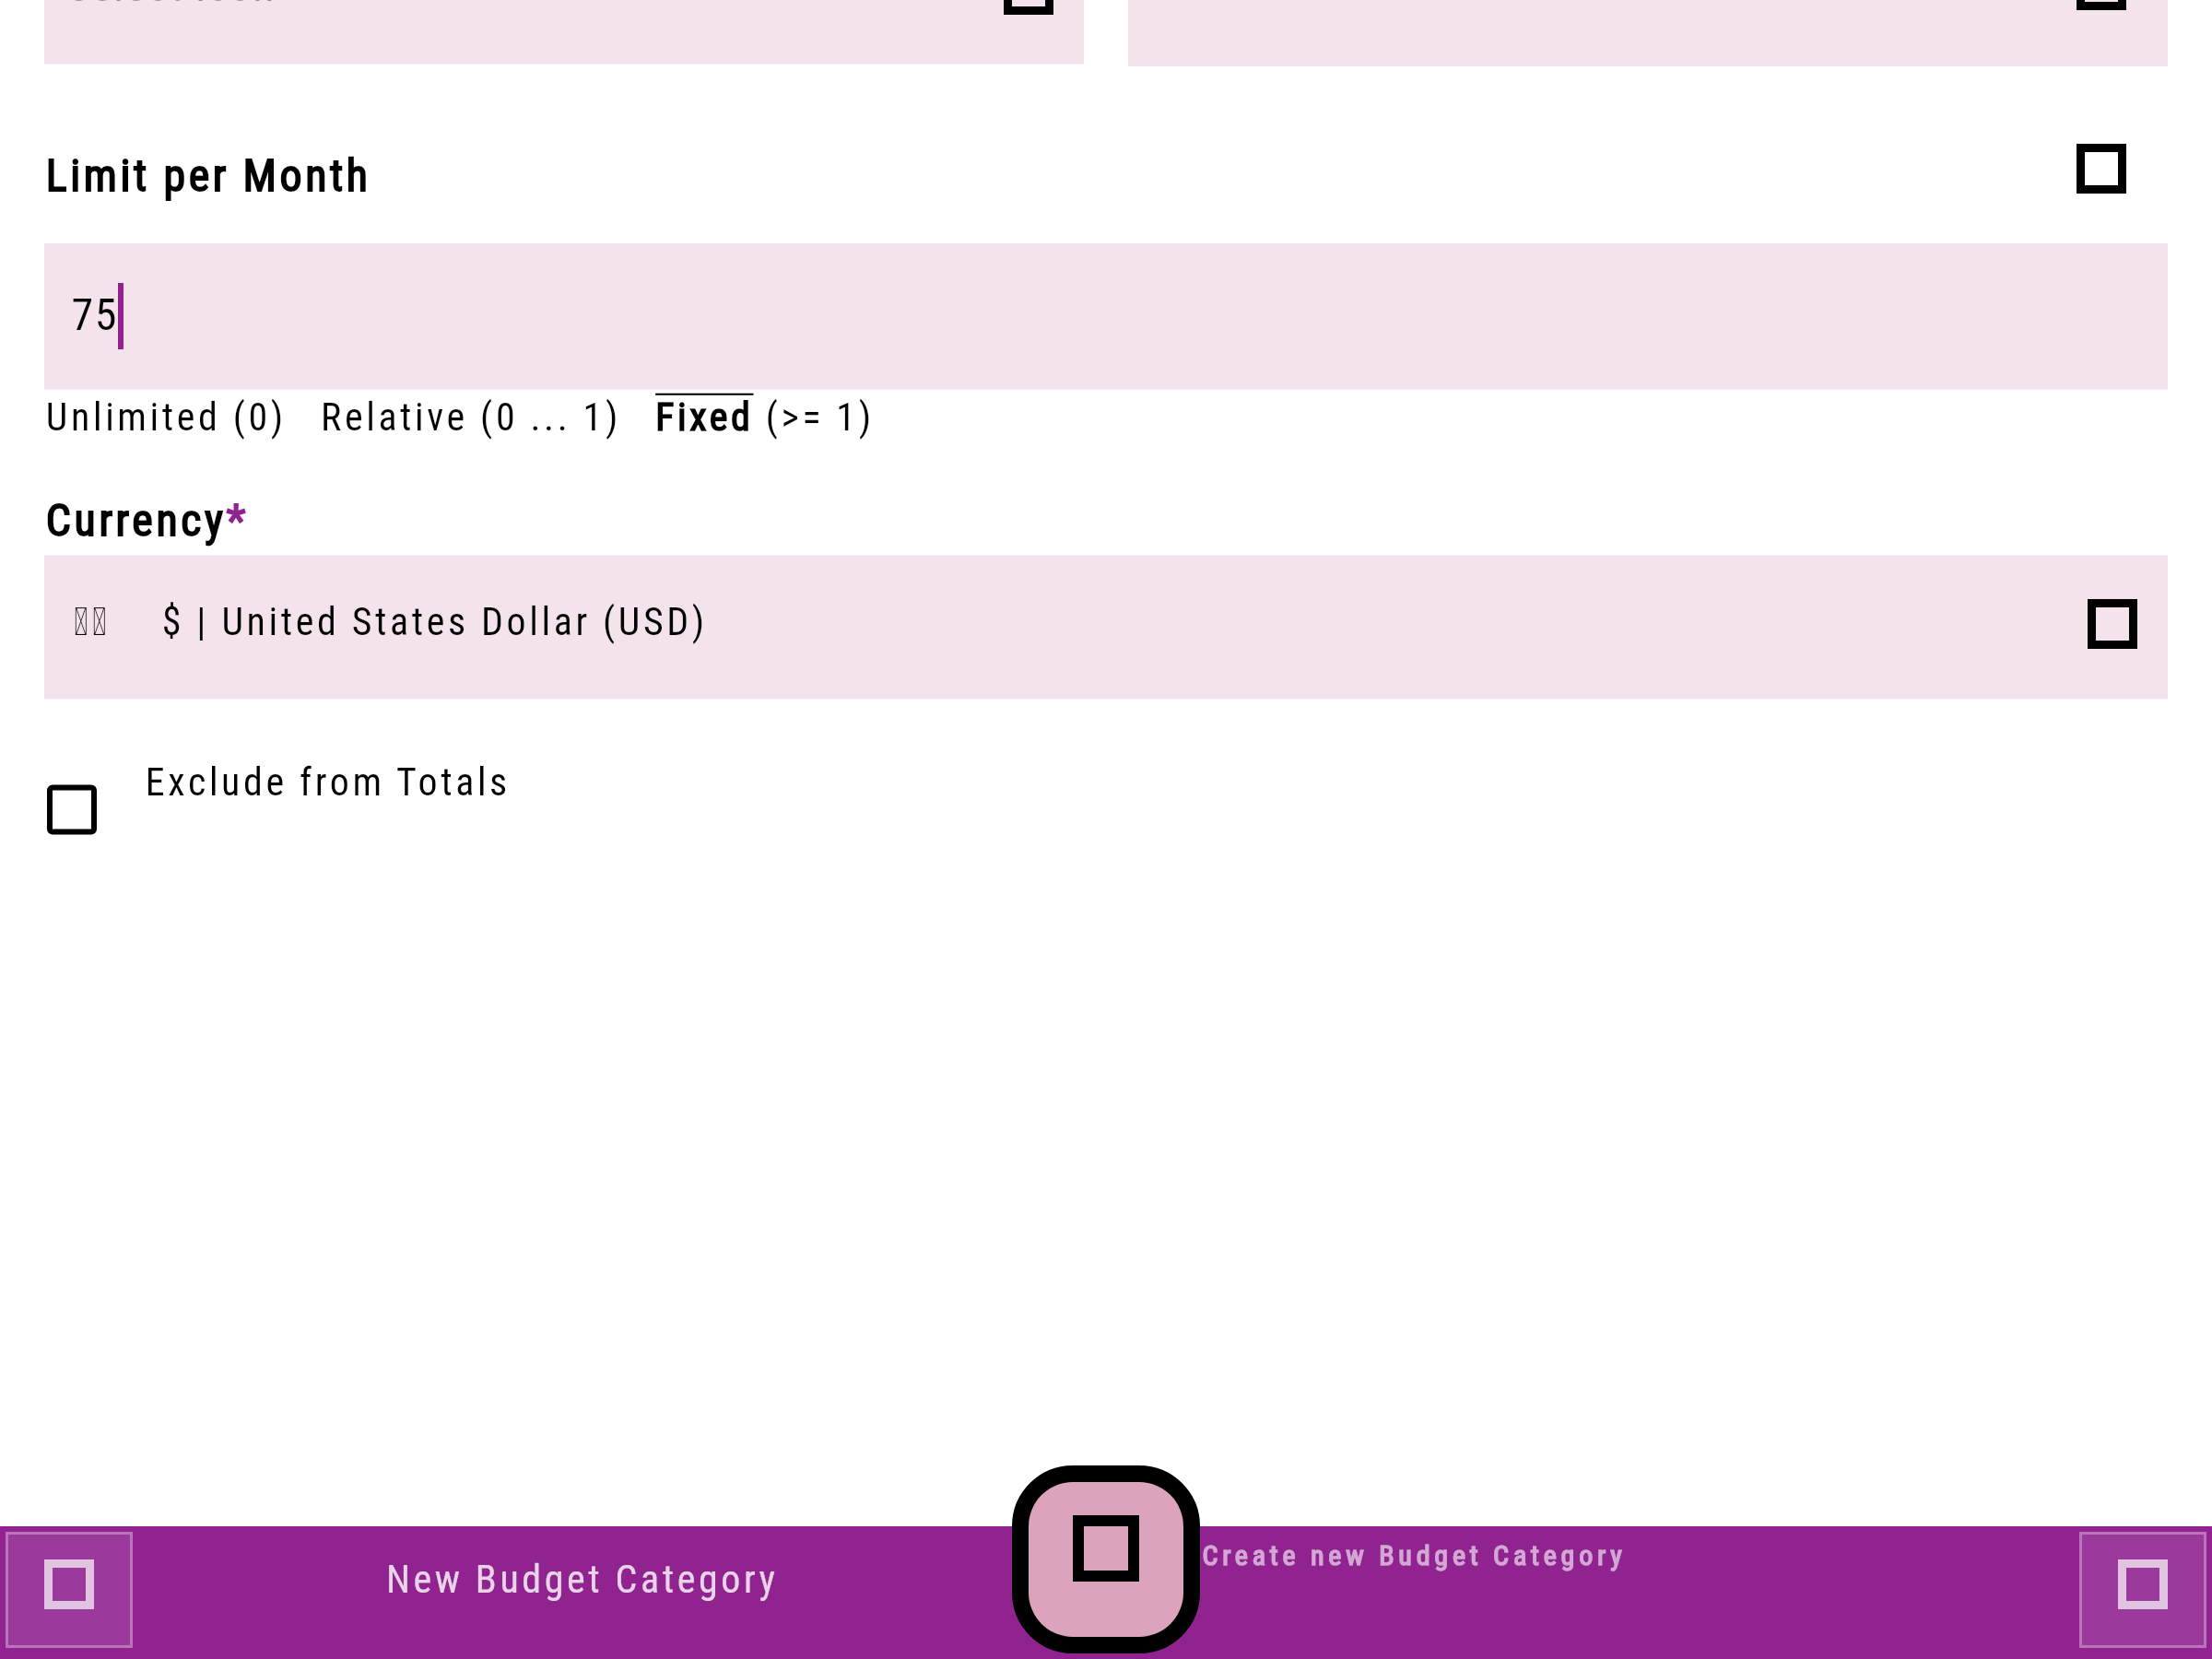 Limit per Month
75
Unlimited (0) Relative (0 ... 1) Fixed (>= 1)
Currency*
$ | United States Dollar (USD)
Exclude from Totals
New Budget Category
Create new Budget Category